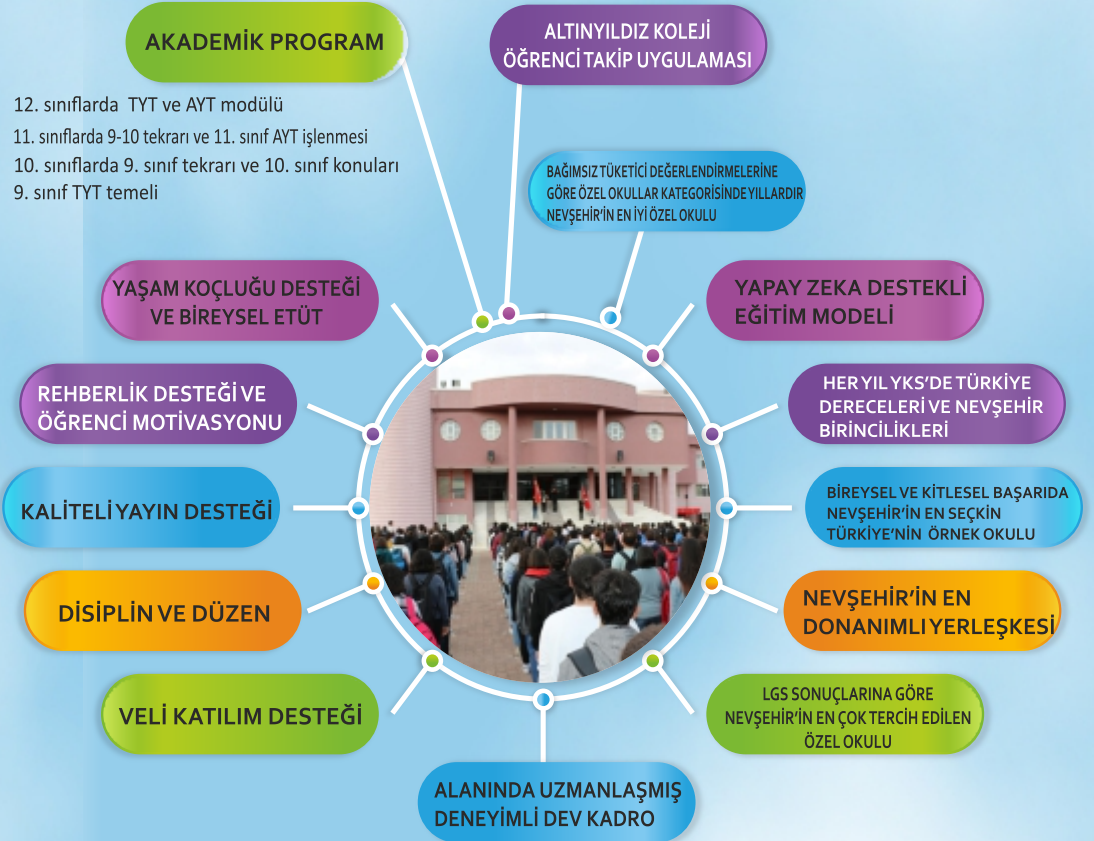 AKADEMİK PROGRAM
12. sınıflarda TYT ve AYT modülü
11. sınıflarda 9-10 tekrarı ve 11. sınıf AYT işlenmesi
10. sınıflarda 9. sınıf tekrarı ve 10. sınıf konuları
9. sınıf TYT temeli
ALTINYILDIZ KOLEJİ
ÖĞRENCİ TAKİP UYGULAMASI
BAĞIMSIZ TÜKETİCİ DEĞERLENDİRMELERİNE
GÖRE ÖZEL OKULLAR KATEGORİSİNDE YILLARDIR
NEVŞEHİR'İN EN İYİ ÖZEL OKULU
YAŞAM KOÇLUĞU DESTEĞİ
VE BİREYSEL ETÜT
YAPAY ZEKA DESTEKLİ
EĞİTİM MODELİ
REHBERLİK DESTEĞİ VE
ÖĞRENCİ MOTİVASYONU
HER YIL YKS'DE TÜRKİYE
DERECELERİ VE NEVŞEHİR
BİRİNCİLİKLERİ
KALİTELİ YAYIN DESTEĞİ
BİREYSEL VE KİTLESEL BAŞARIDA
NEVŞEHİR'İN EN SEÇKİN
TÜRKİYE'NİN ÖRNEK OKULU
DİSİPLİN VE DÜZEN
NEVŞEHİR'İN EN
DONANIMLI YERLEŞKESİ
VELİ KATILIM DESTEĞİ
LGS SONUÇLARINA GÖRE
NEVŞEHİR'İN EN ÇOK TERCİH EDİLEN
ÖZEL OKULU
ALANINDA UZMANLAŞMIŞ
DENEYİMLİ DEV KADRO